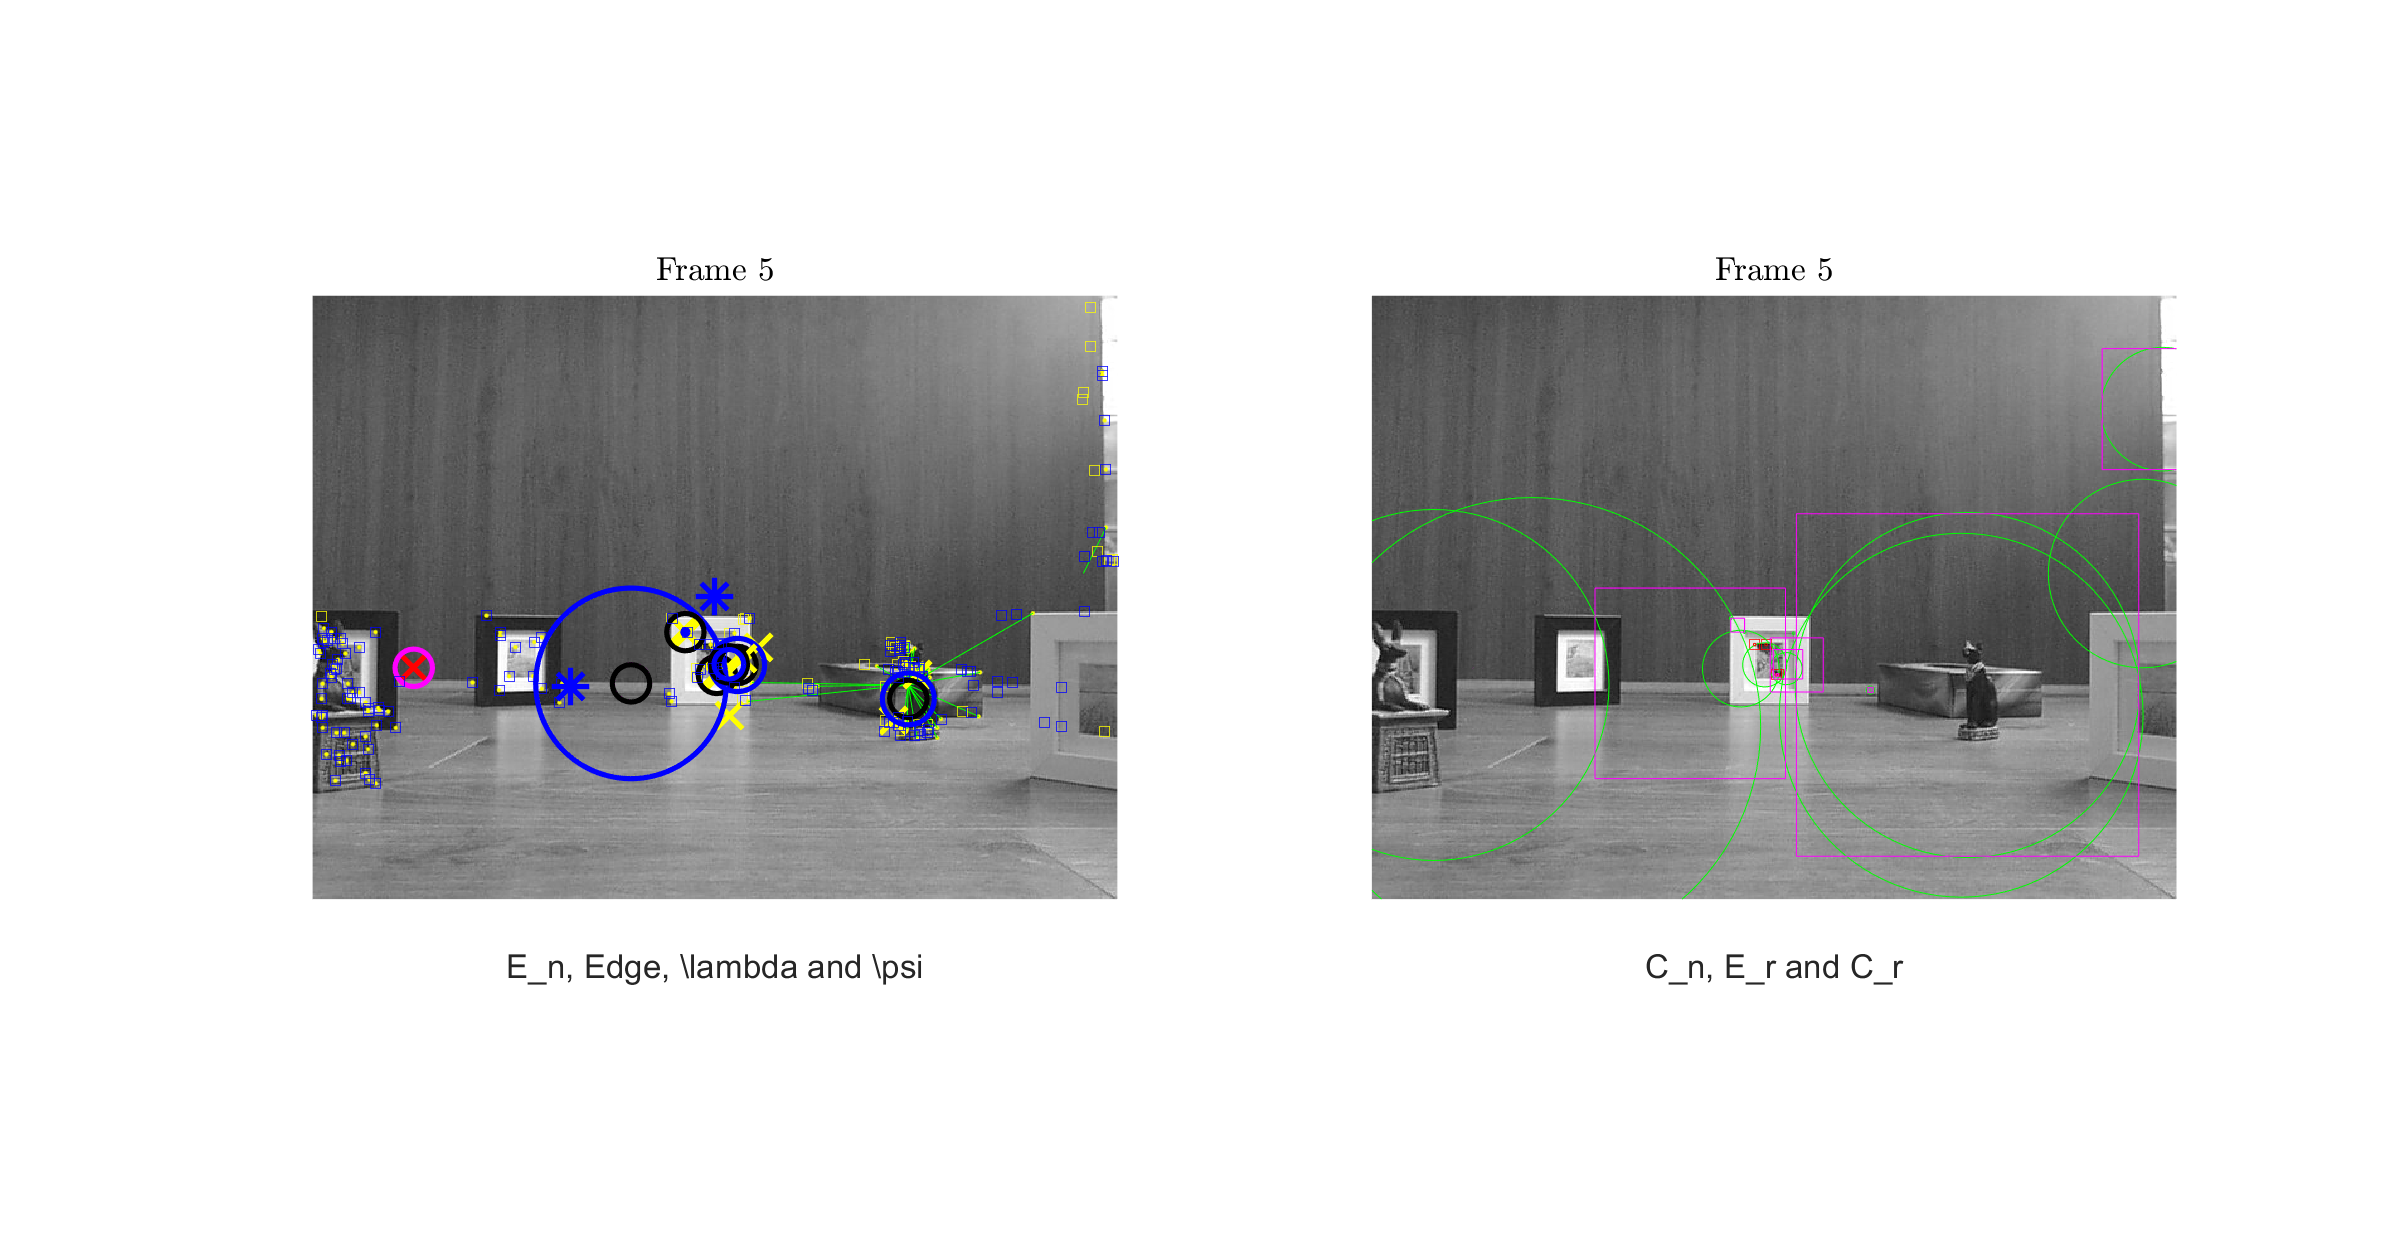 Frame 5
Frame 5
E_n, Edge, \lambda and \psi
C_n, E_r and C_r